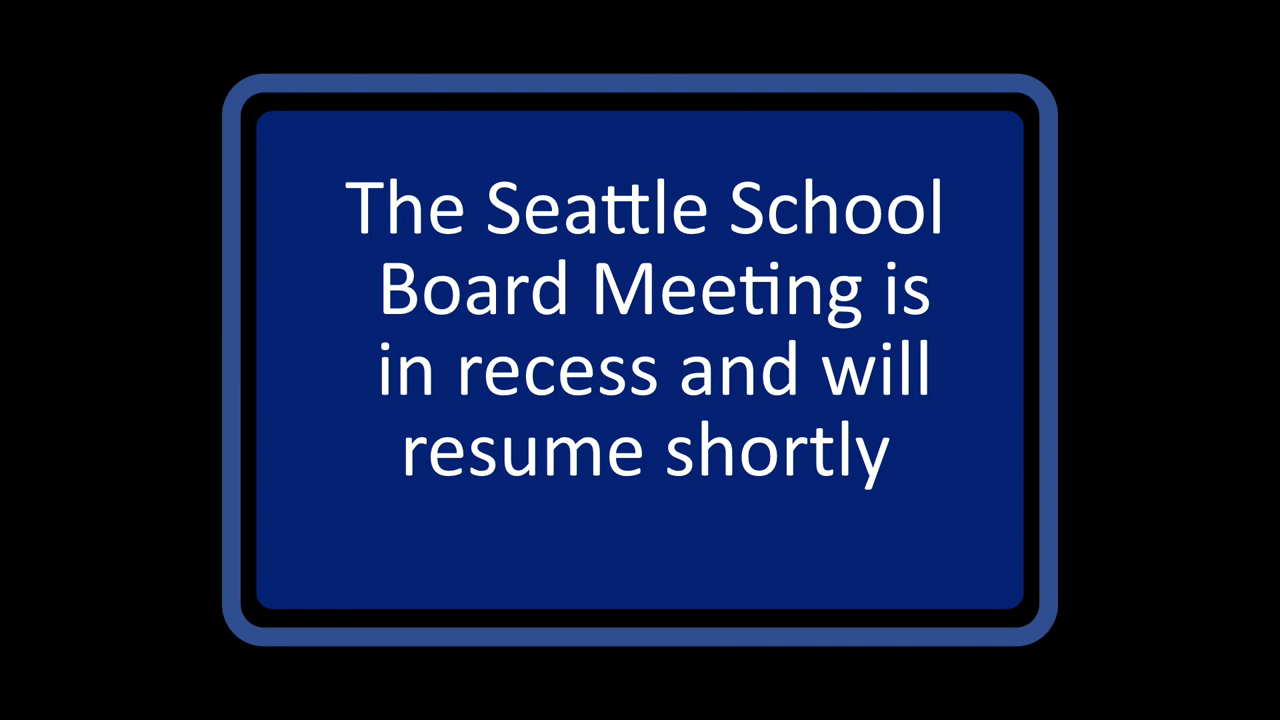 The Seattle School
Board Meeting is
in recess and will
resume shortly